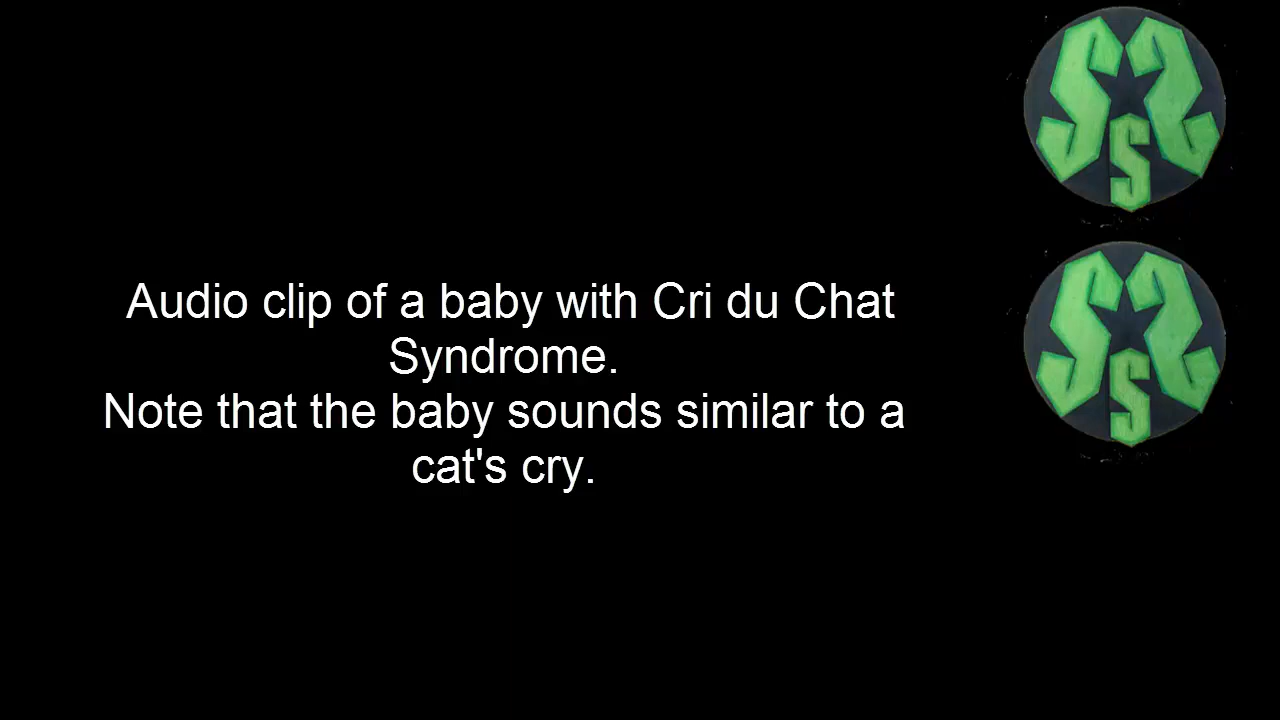 S S
S
Audio clip of a baby with Cri du Chat
Syndrome.
Note that the baby sounds similar to a
cat's cry.
S S
S